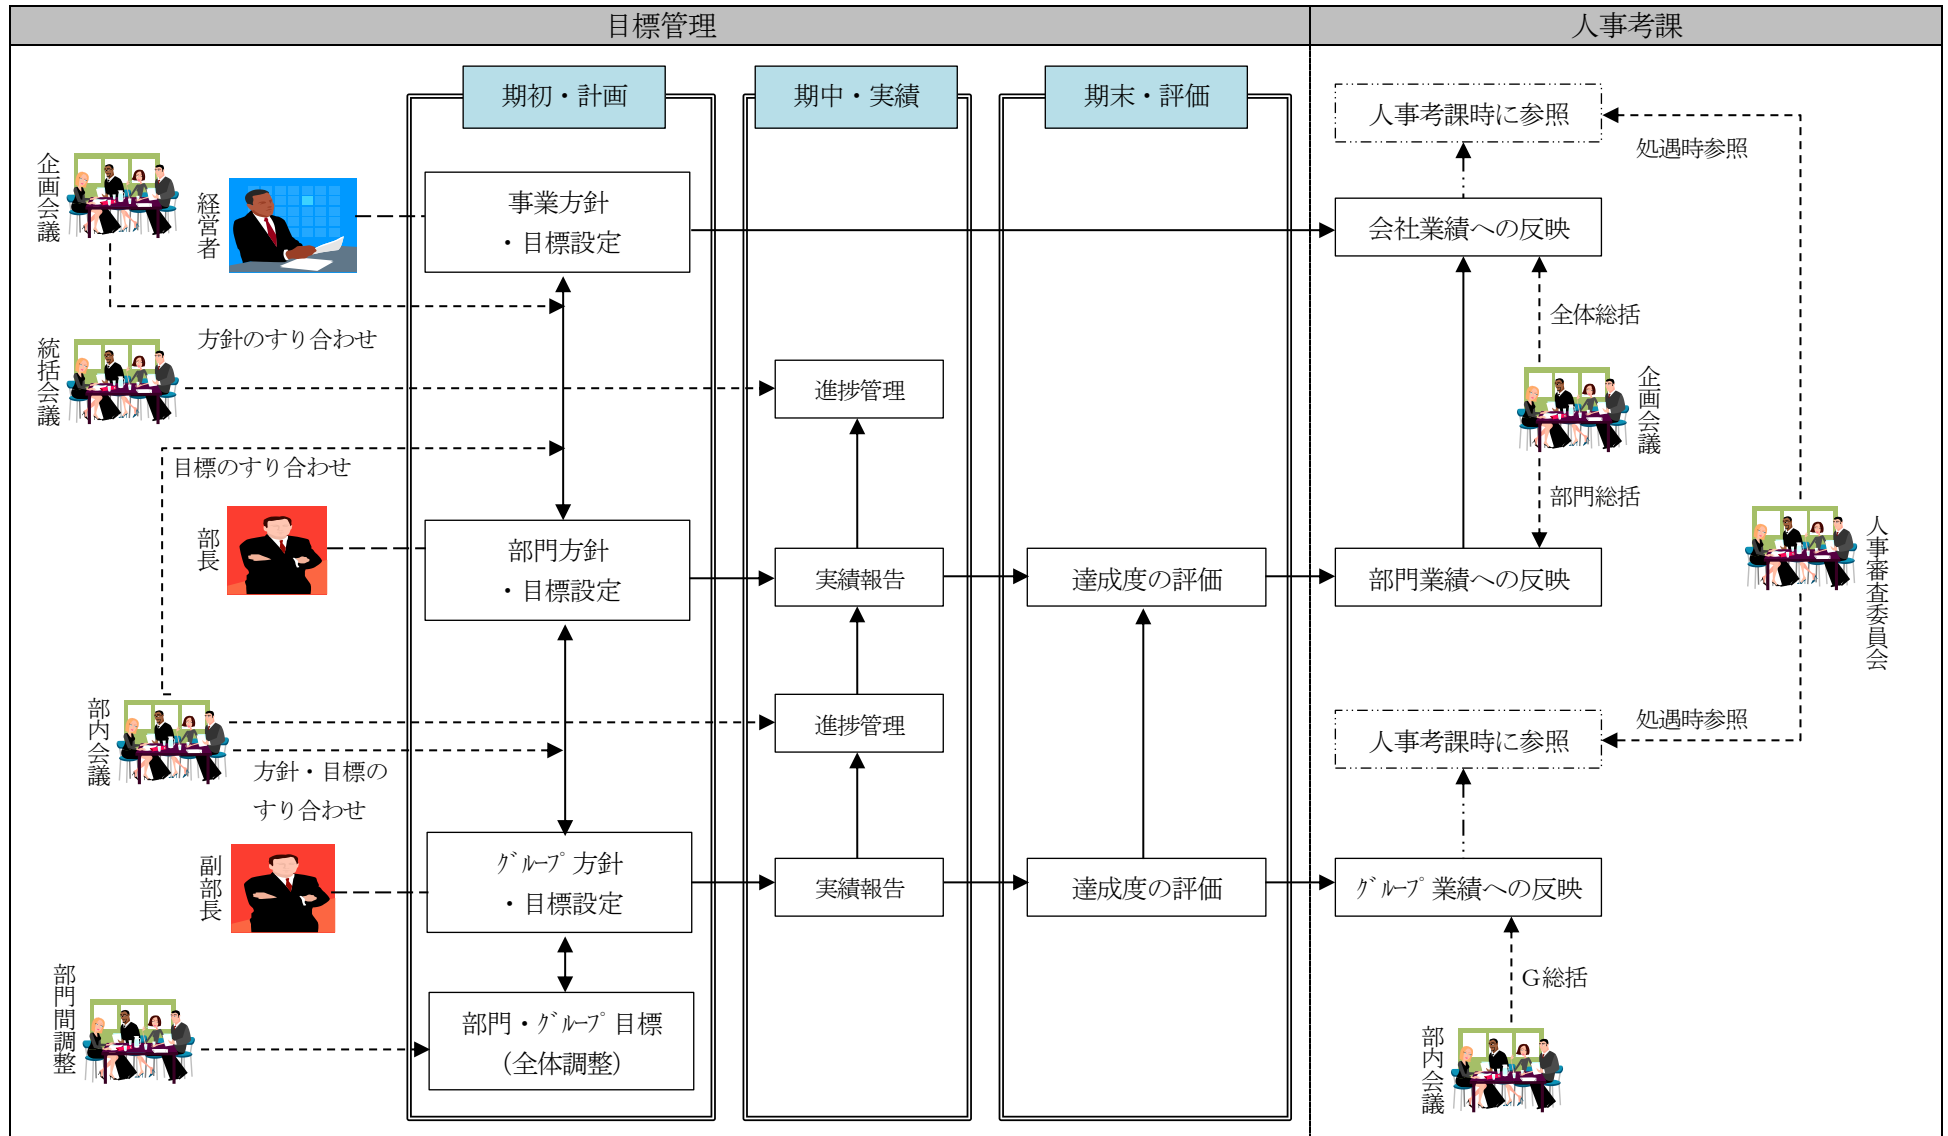 目標管理
人事考課
期初・計画
期中・実績
期末・評価
人事考課時に参照
処遇時参照
企画会議
経営者
事業方針
・目標設定
会社業績への反映
方針のすり合わせ
全体総括
統括会議
進捗管理
企画会議
目標のすり合わせ
部門総括
部長
部門方針
・目標設定
実績報告
達成度の評価
部門業績への反映
人事審査委員会
部内会議
進捗管理
人事考課時に参照
処遇時参照
方針・目標の
すり合わせ
副部長
ｸﾞﾙｰﾌﾟ方針
・目標設定
実績報告
達成度の評価
ｸﾞﾙｰﾌﾟ業績への反映
Ｇ総括
部門間調整
部門・ｸﾞﾙｰﾌﾟ目標
（全体調整）
部内会議